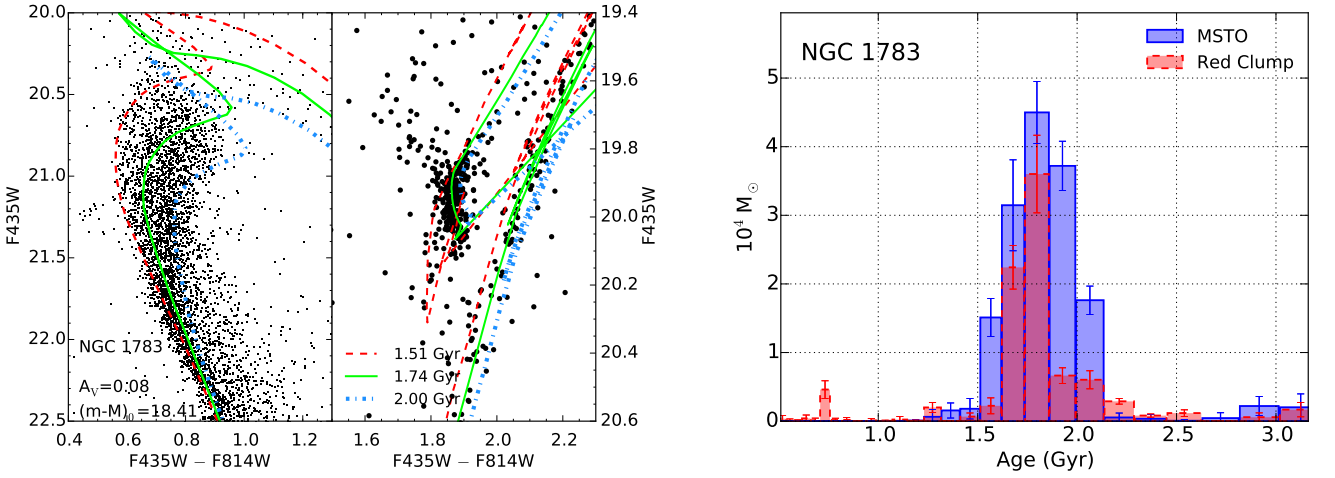 20.0
20.5
21.0
21.5
22.0
22.5
F435W
NGC 1783
A_V=0.08
(m-M)_0=18.41
0.4 0.6 0.8 1.0 1.2
F435W − F814W
1.51 Gyr
1.74 Gyr
2.00 Gyr
1.6 1.8 2.0 2.2
F435W − F814W
19.4
19.6
19.8
20.0
20.2
20.4
20.6
F435W
NGC 1783
MSTO
Red Clump
5
4
3
2
1
0
10^4 M_⊙
1.0 1.5 2.0 2.5 3.0
Age (Gyr)